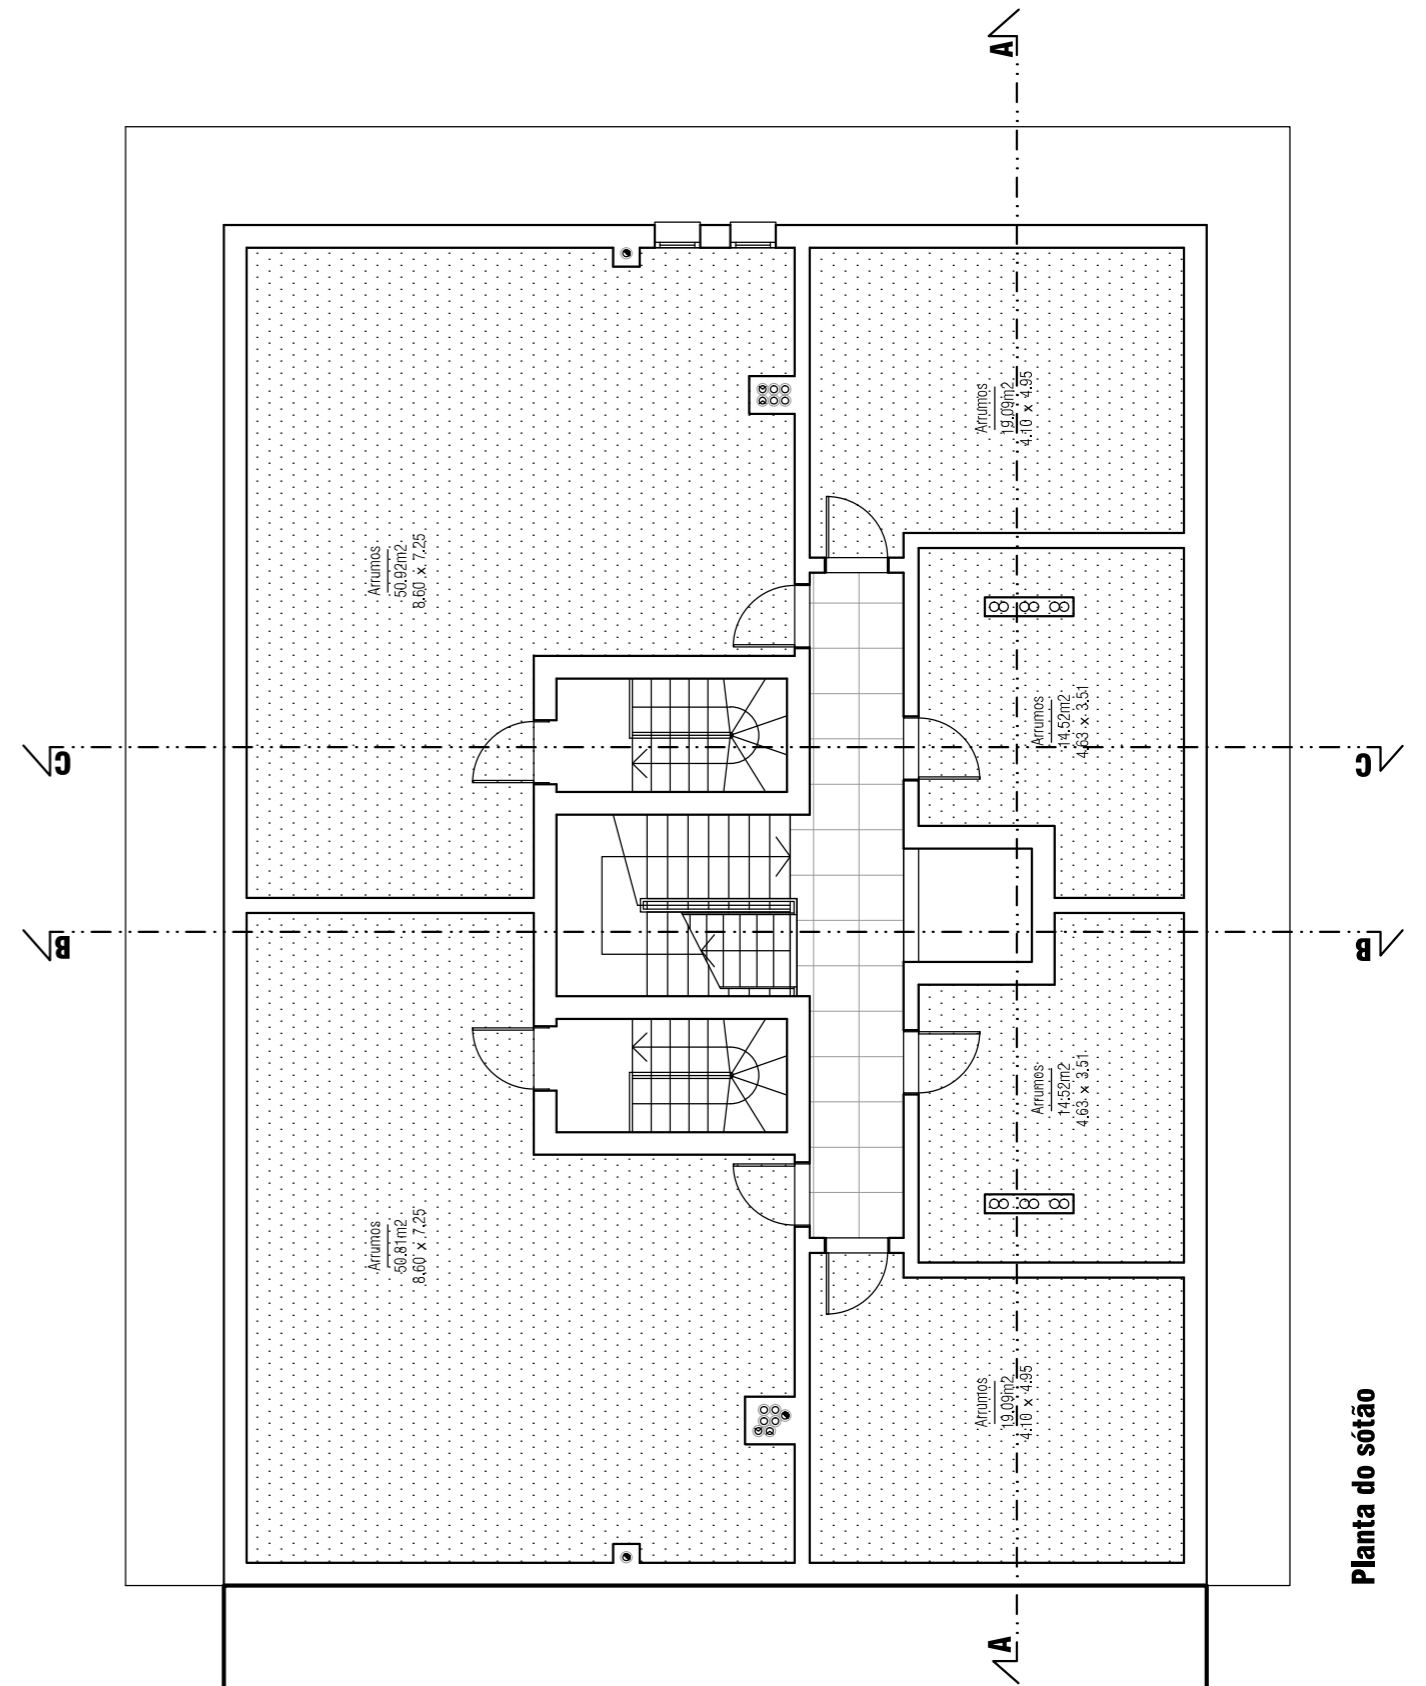 A
Arrumos
50.92m2
8.60 x 7.25
Arrumos
19.09m2
4.10 x 4.95
Arrumos
14.52m2
4.63 x 3.51
C
C
B
B
Arrumos
50.81m2
8.60 x 7.25
Arrumos
14.52m2
4.63 x 3.51
Arrumos
19.09m2
4.10 x 4.95
A
Planta do sótão